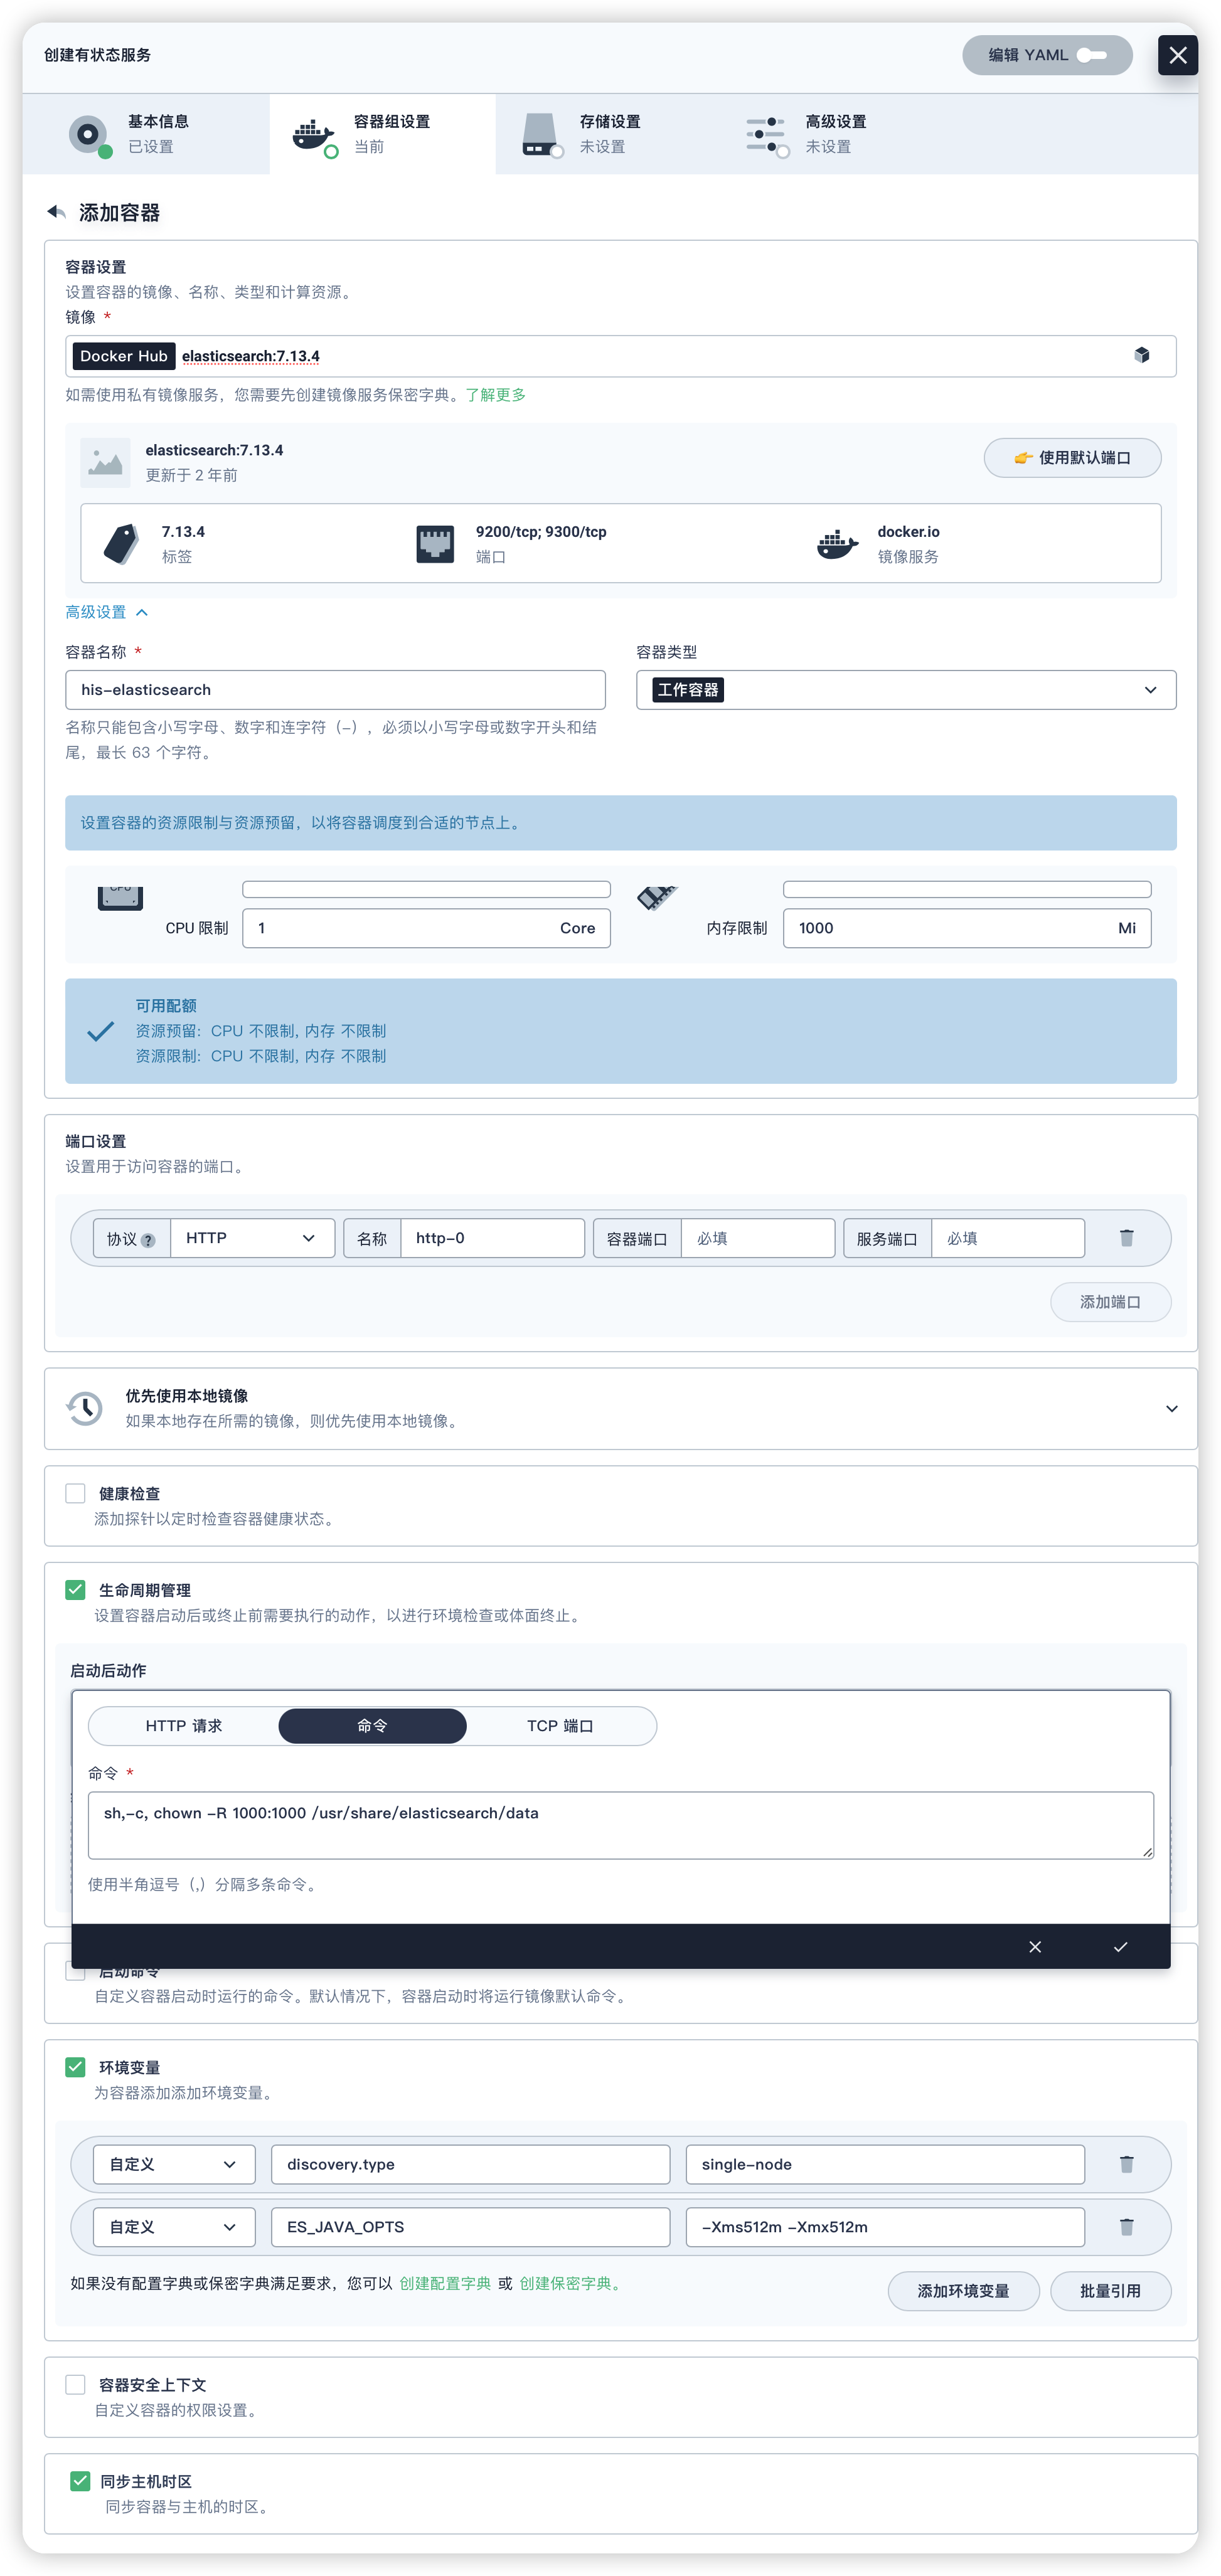 创建有状态服务
编辑 YAML
基本信息
已设置
容器组设置
当前
存储设置
未设置
高级设置
未设置
添加容器
容器设置
设置容器的镜像、名称、类型和计算资源。
镜像 *
Docker Hub elasticsearch:7.13.4
如需使用私有镜像服务，您需要先创建镜像服务保密字典。了解更多
elasticsearch:7.13.4
更新于 2 年前
👉 使用默认端口
7.13.4
标签
9200/tcp; 9300/tcp
端口
docker.io
镜像服务
高级设置
容器名称 *
容器类型
his-elasticsearch
工作容器
名称只能包含小写字母、数字和连字符（-），必须以小写字母或数字开头和结
尾，最长 63 个字符。
设置容器的资源限制与资源预留，以将容器调度到合适的节点上。
CPU
CPU 限制
1
Core
内存限制
1000
Mi
可用配额
资源预留: CPU 不限制, 内存 不限制
资源限制: CPU 不限制, 内存 不限制
端口设置
设置用于访问容器的端口。
协议 ? HTTP 名称 http-0 容器端口 必填 服务端口 必填
添加端口
优先使用本地镜像
如果本地存在所需的镜像，则优先使用本地镜像。
健康检查
添加探针以定时检查容器健康状态。
生命周期管理
设置容器启动后或终止前需要执行的动作，以进行环境检查或体面终止。
启动后动作
HTTP 请求 命令 TCP 端口
命令 *
sh,-c, chown -R 1000:1000 /usr/share/elasticsearch/data
使用半角逗号（,）分隔多条命令。
启动命令
自定义容器启动时运行的命令。默认情况下，容器启动时将运行镜像默认命令。
环境变量
为容器添加添加环境变量。
自定义 discovery.type single-node
自定义 ES_JAVA_OPTS -Xms512m -Xmx512m
如果没有配置字典或保密字典满足要求，您可以 创建配置字典 或 创建保密字典。
添加环境变量 批量引用
容器安全上下文
自定义容器的权限设置。
同步主机时区
同步容器与主机的时区。